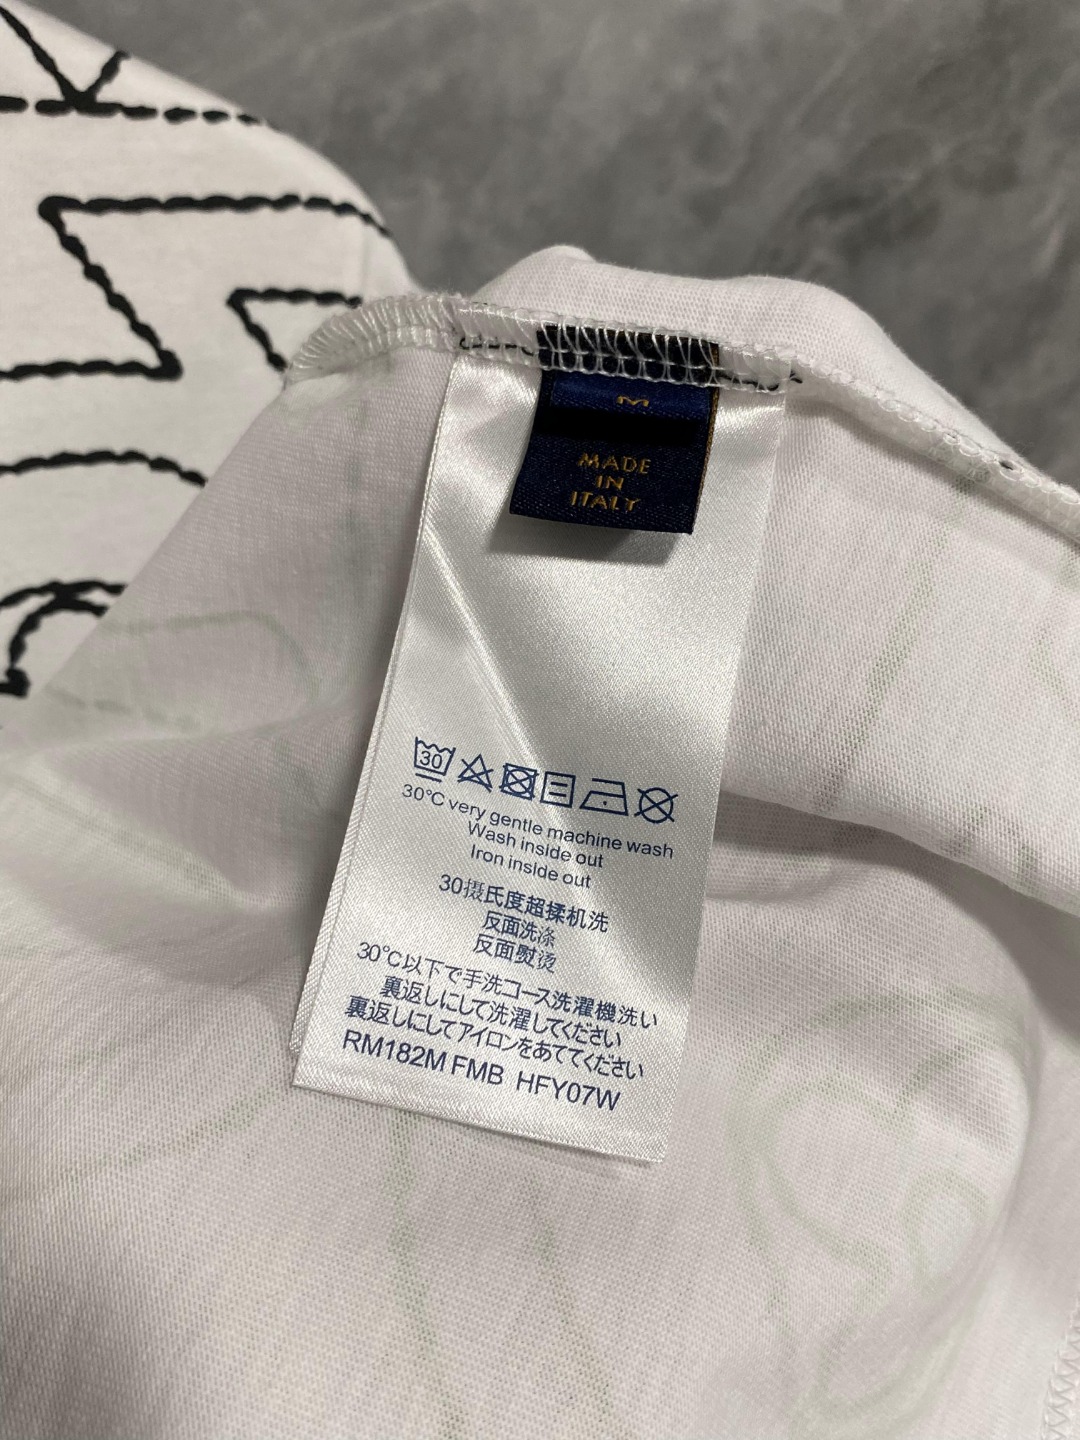 M
MADE
IN
ITALY
30
30°C very gentle machine wash
Wash inside out
Iron inside out
30摄氏度超揉机洗
反面洗涤
反面熨烫
30℃以下で手洗コース洗濯機洗い
裏返しにして洗濯してください
裏返しにしてアイロンをあててください
RM182M FMB HFY07W